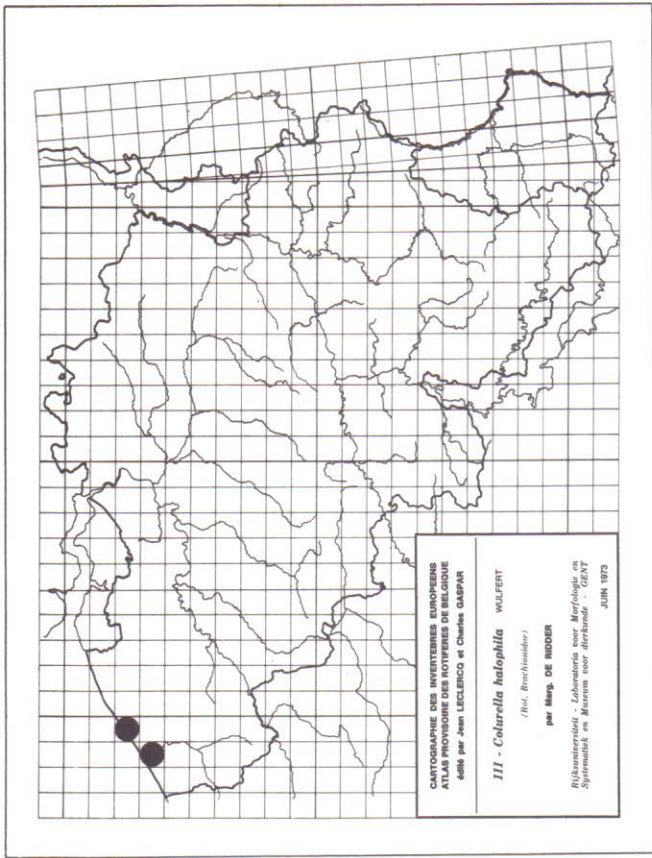 CARTOGRAPHIE DES INVERTEBRES EUROPEENS
ATLAS PROVISOIRE DES ROTIFERES DE BELGIQUE
édité par Jean LECLERCQ et Charles GASPAR
III - Colurella halophila WULFERT
(Rot. Brachionidae)
par Marg. DE RIDDER
Rijksuniversiteit - Laboratoria voor Morfologie en
Systematiek en Museum voor dierkunde - GENT
JUIN 1973